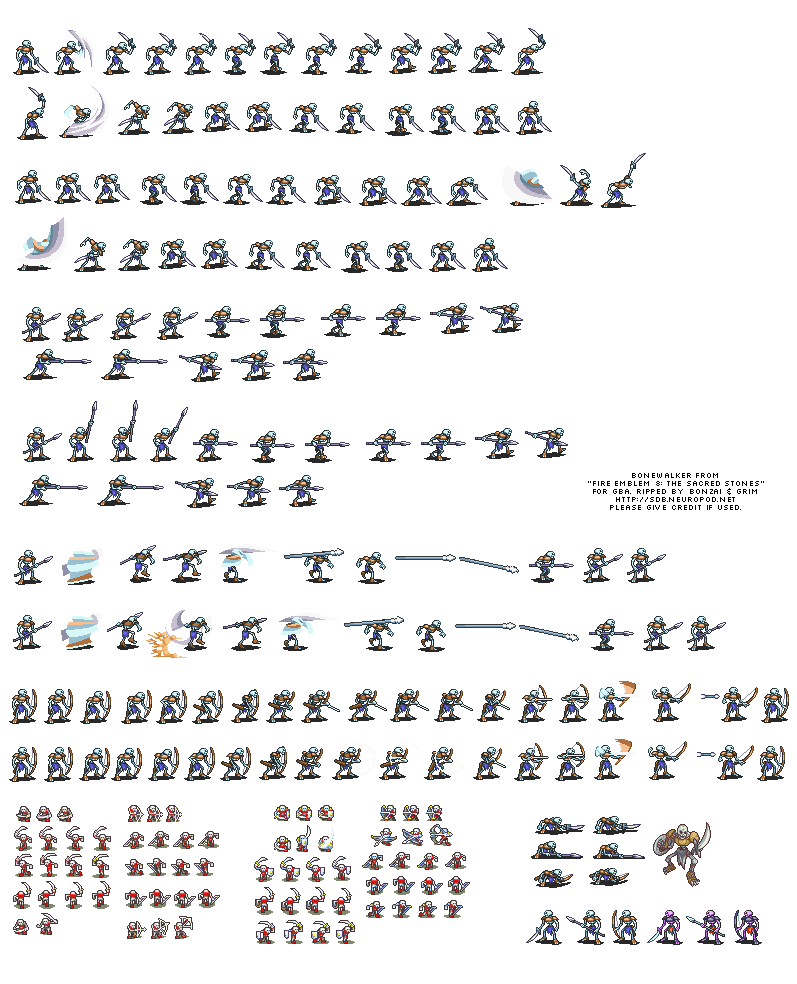 BONEWALKER FROM
"FIRE EMBLEM 8: THE SACRED STONES"
FOR GBA. RIPPED BY BONZAI & GRIM
HTTP://SDB.NEUROPOD.NET
PLEASE GIVE CREDIT IF USED.